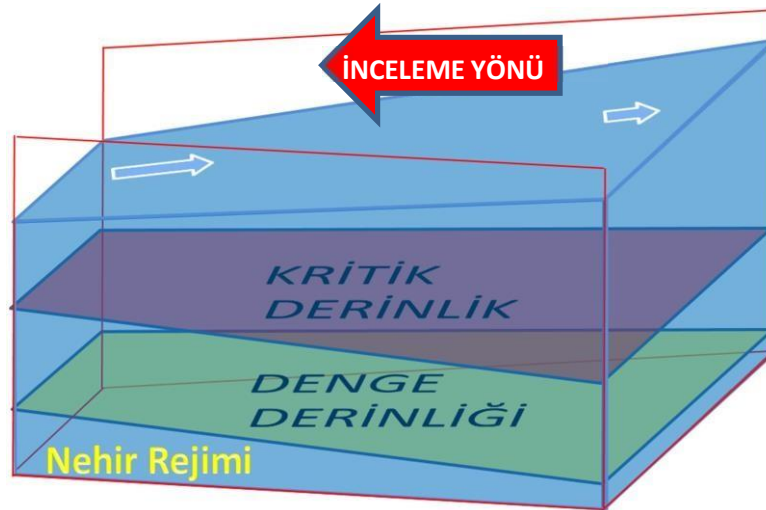 İNCELEME YÖNÜ
KRİTİK
DERİNLİK
DENGE
DERİNLİĞİ
Nehir Rejimi